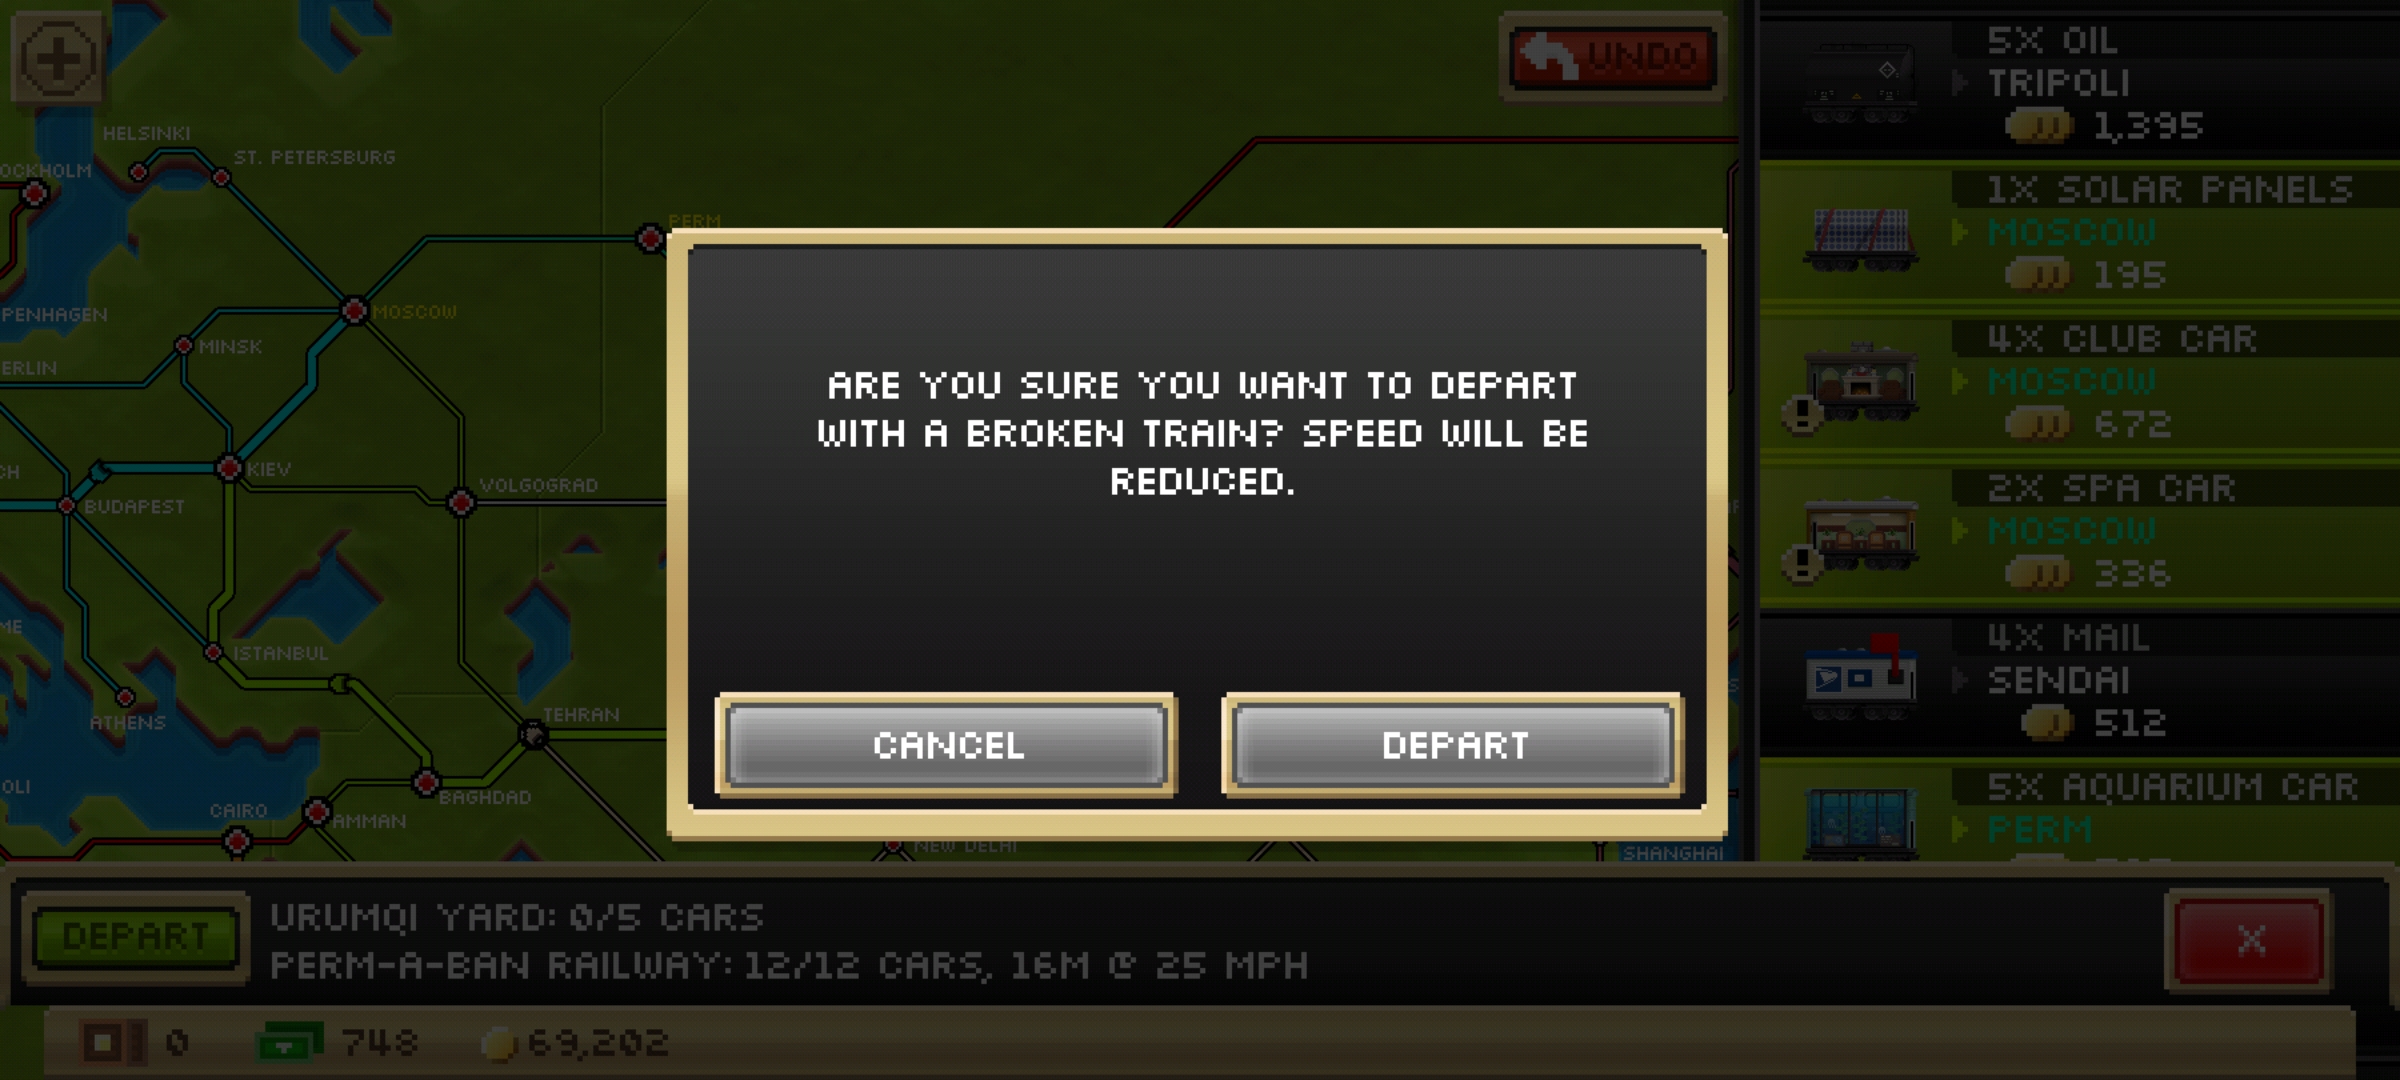 UNDO
HELSINKI
ST. PETERSBURG
OCKHOLM
PERM
PENHAGEN
MOSCOW
MINSK
ERLIN
CH
KIEV
BUDAPEST
VOLGOGRAD
ME
ISTANBUL
ATHENS
TEHRAN
OLI
BAGHDAD
CAIRO
AMMAN
NEW DELHI
SHANGHAI
ARE YOU SURE YOU WANT TO DEPART
WITH A BROKEN TRAIN? SPEED WILL BE
REDUCED.
CANCEL
DEPART
5X OIL
TRIPOLI
1,395
1X SOLAR PANELS
MOSCOW
195
4X CLUB CAR
MOSCOW
672
2X SPA CAR
MOSCOW
336
4X MAIL
SENDAI
512
5X AQUARIUM CAR
PERM
DEPART
URUMQI YARD: 0/5 CARS
PERM-A-BAN RAILWAY: 12/12 CARS, 16M @ 25 MPH
X
0
748
69,202